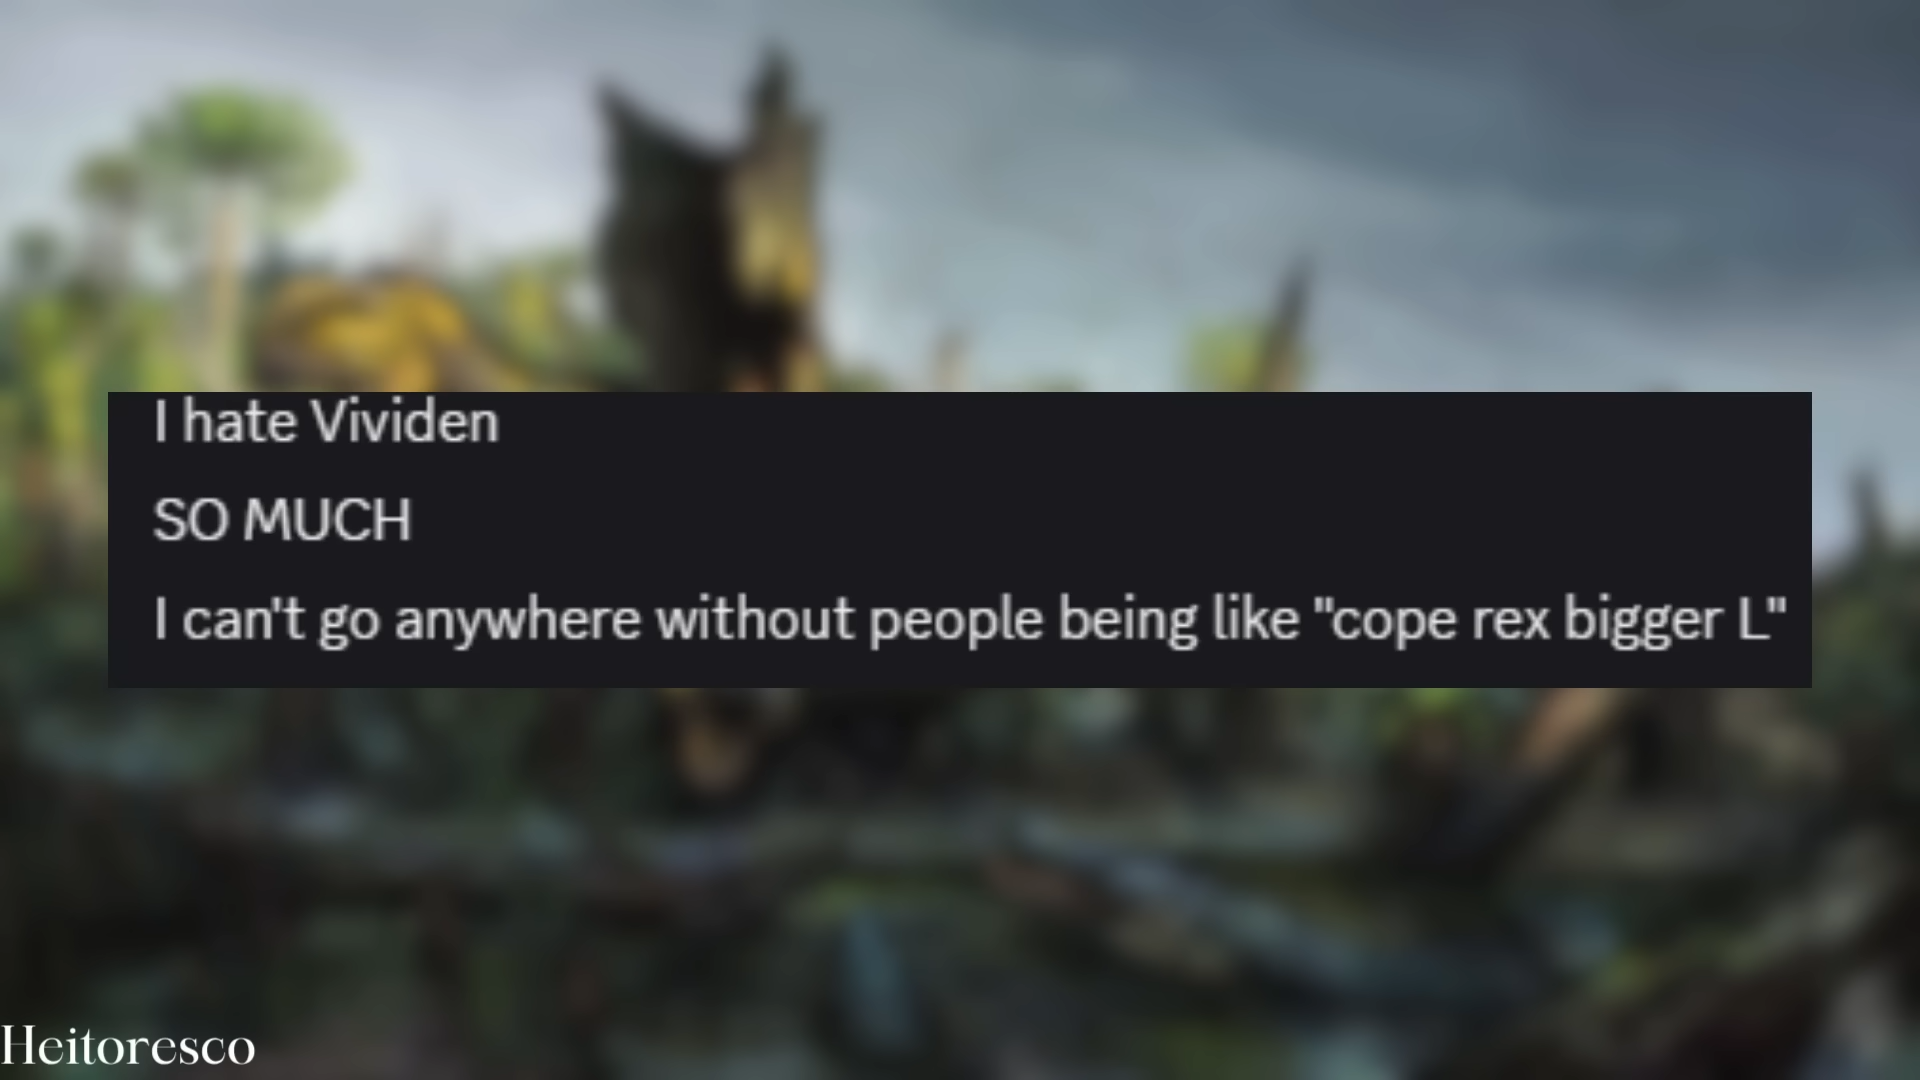 I hate Vividen
SO MUCH
I can't go anywhere without people being like "cope rex bigger L"
Heitoresco